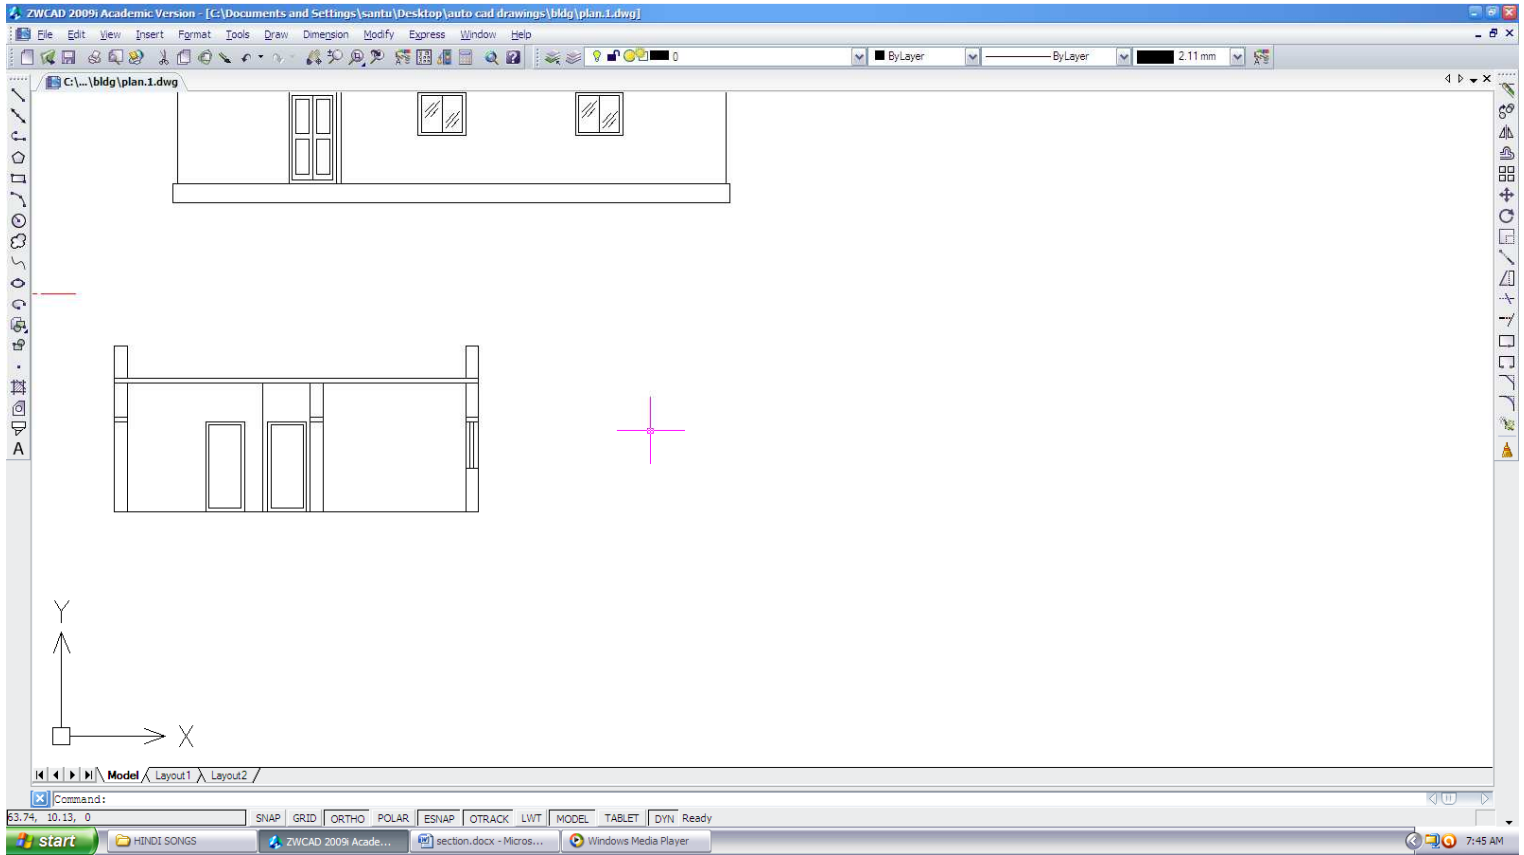 ZWCAD 2009i Academic Version - [C:\Documents and Settings\santu\Desktop\auto cad drawings\bldg\plan.1.dwg]
File Edit View Insert Format Tools Draw Dimension Modify Express Window Help
0 ByLayer ByLayer 2.11 mm
C:\...\bldg\plan.1.dwg
A
Y
X
Model Layout1 Layout2
Command:
63.74, 10.13, 0 SNAP GRID ORTHO POLAR ESNAP OTRACK LWT MODEL TABLET DYN Ready
start HINDI SONGS ZWCAD 2009i Acade... section.docx - Micros... Windows Media Player 7:45 AM